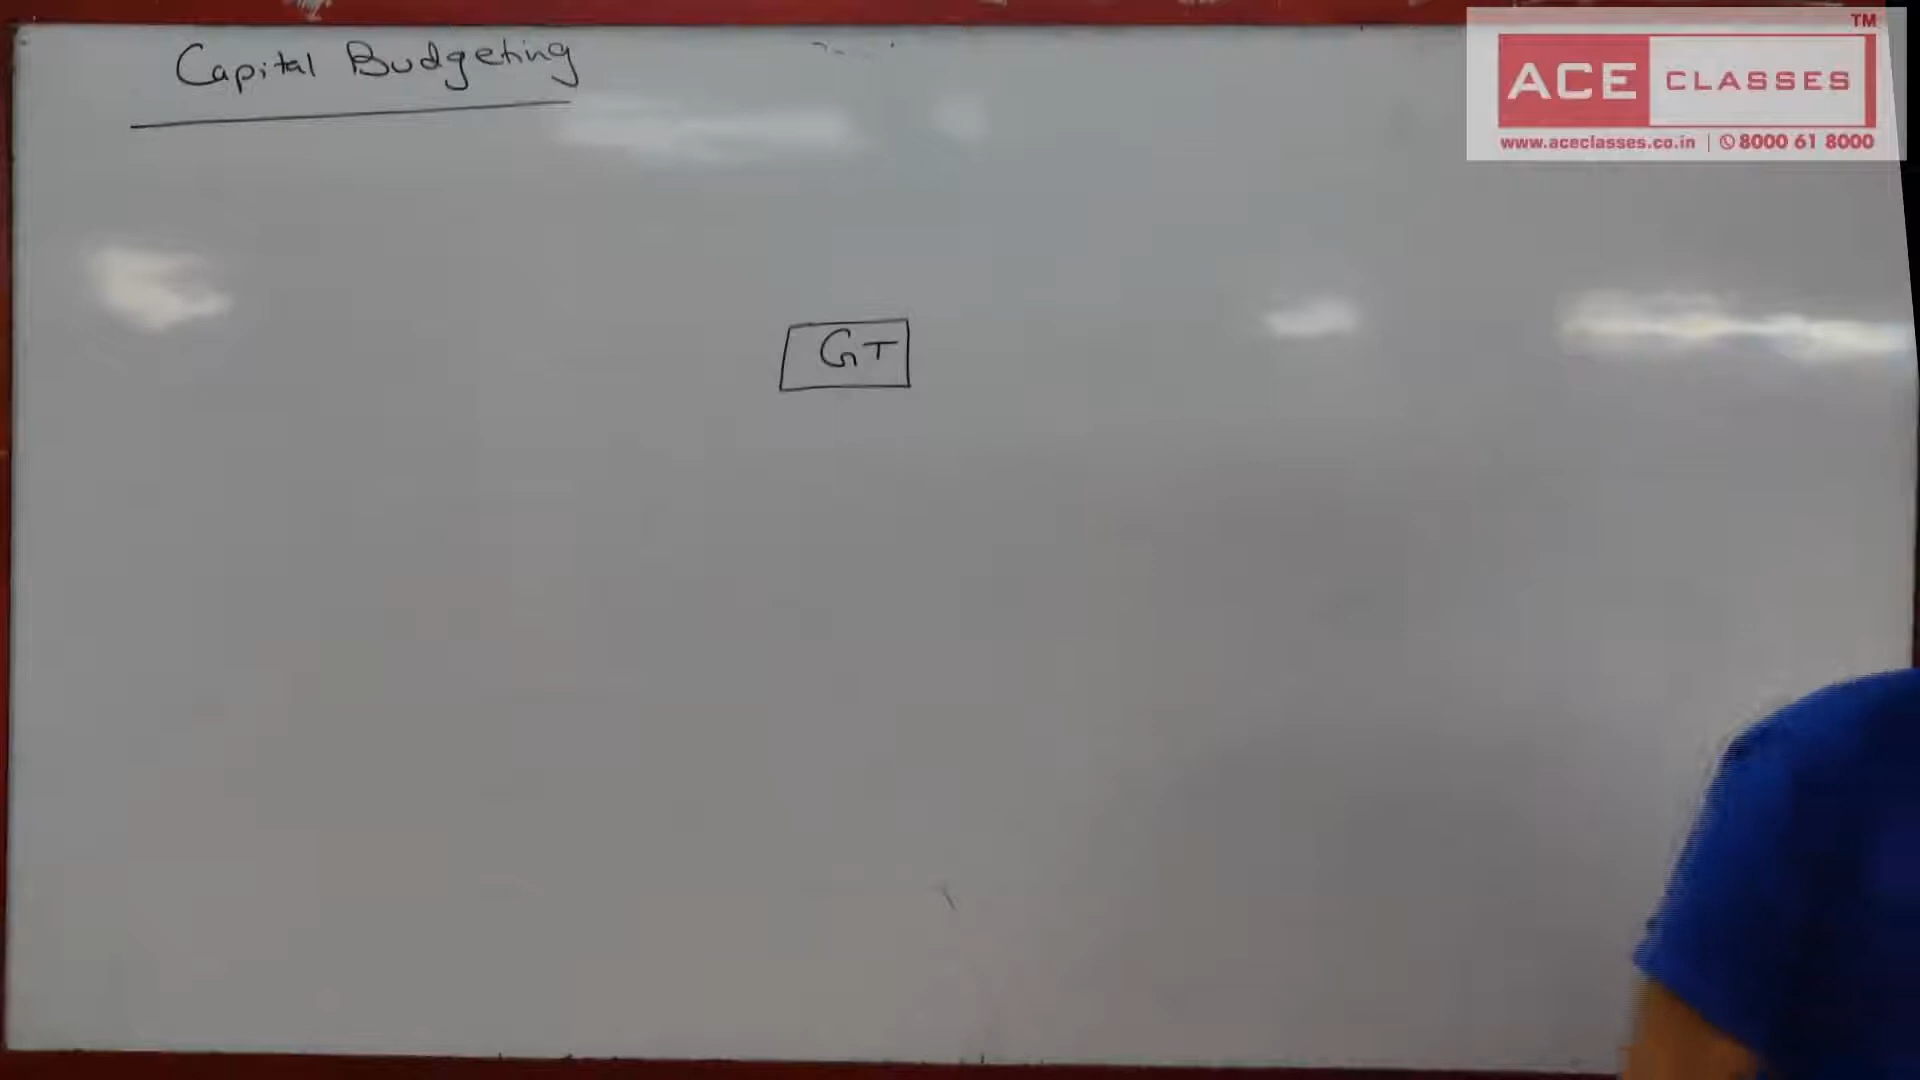 Capital Budgeting
TM
ACE CLASSES
www.aceclasses.co.in | 8000 61 8000
GT